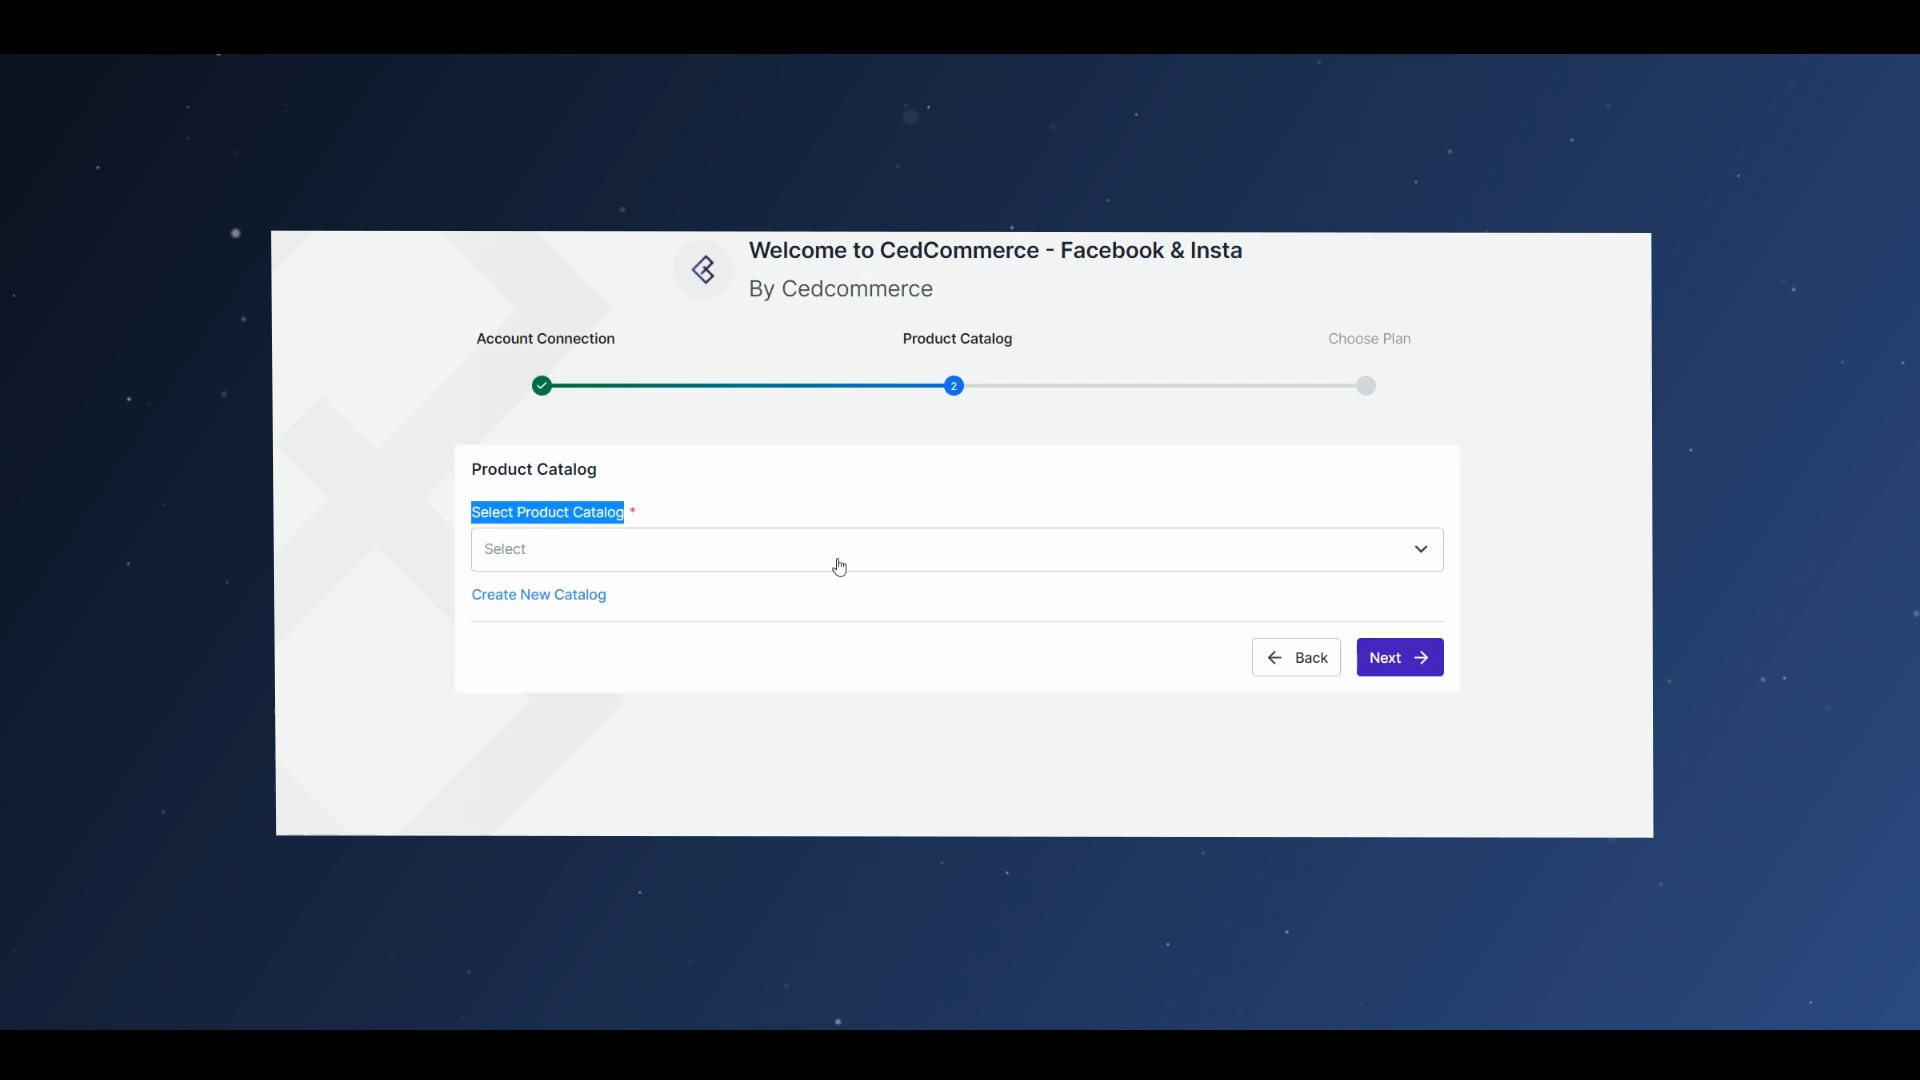 Welcome to CedCommerce - Facebook & Insta
By Cedcommerce
Account Connection
Product Catalog
Choose Plan
2
Product Catalog
Select Product Catalog *
Select
Create New Catalog
Back
Next